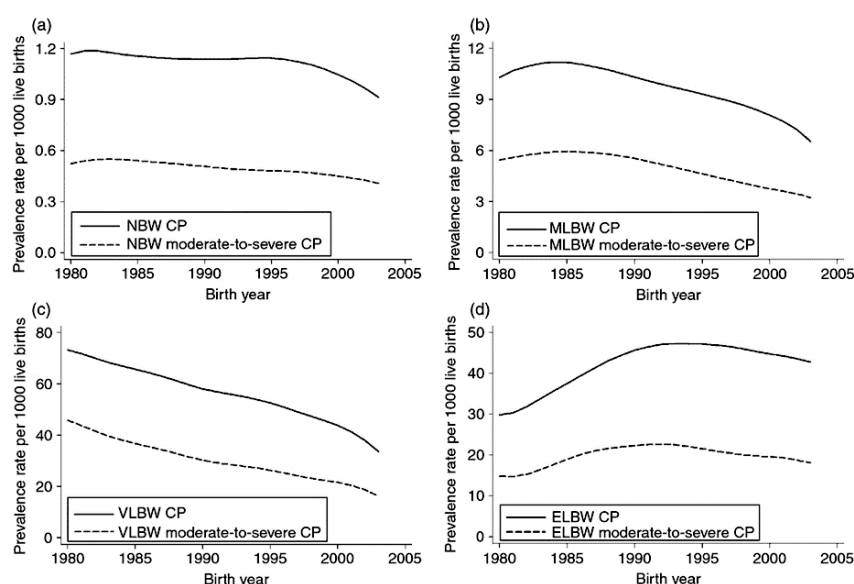 (a)
Prevalence rate per 1000 live births
1.2
0.9
0.6
0.3
0.0
NBW CP
NBW moderate-to-severe CP
1980 1985 1990 1995 2000 2005
Birth year
(b)
Prevalence rate per 1000 live births
12
9
6
3
0
MLBW CP
MLBW moderate-to-severe CP
1980 1985 1990 1995 2000 2005
Birth year
(c)
Prevalence rate per 1000 live births
80
60
40
20
0
VLBW CP
VLBW moderate-to-severe CP
1980 1985 1990 1995 2000 2005
Birth year
(d)
Prevalence rate per 1000 live births
50
40
30
20
10
0
ELBW CP
ELBW moderate-to-severe CP
1980 1985 1990 1995 2000 2005
Birth year